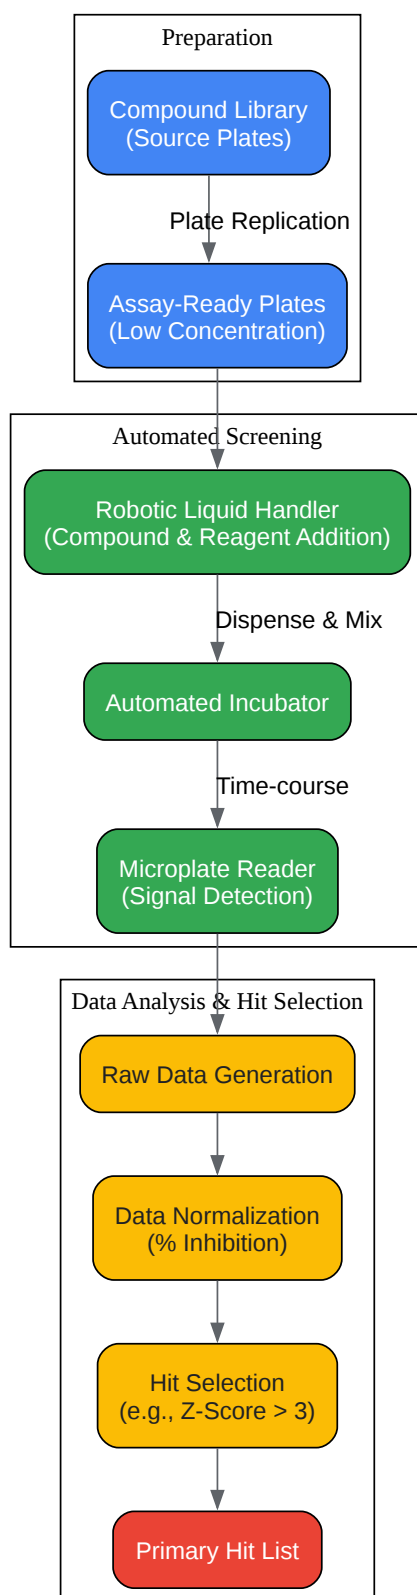 Preparation
Compound Library
(Source Plates)
Plate Replication
Assay-Ready Plates
(Low Concentration)
Automated Screening
Robotic Liquid Handler
(Compound & Reagent Addition)
Dispense & Mix
Automated Incubator
Time-course
Microplate Reader
(Signal Detection)
Data Analysis & Hit Selection
Raw Data Generation
Data Normalization
(% Inhibition)
Hit Selection
(e.g., Z-Score > 3)
Primary Hit List